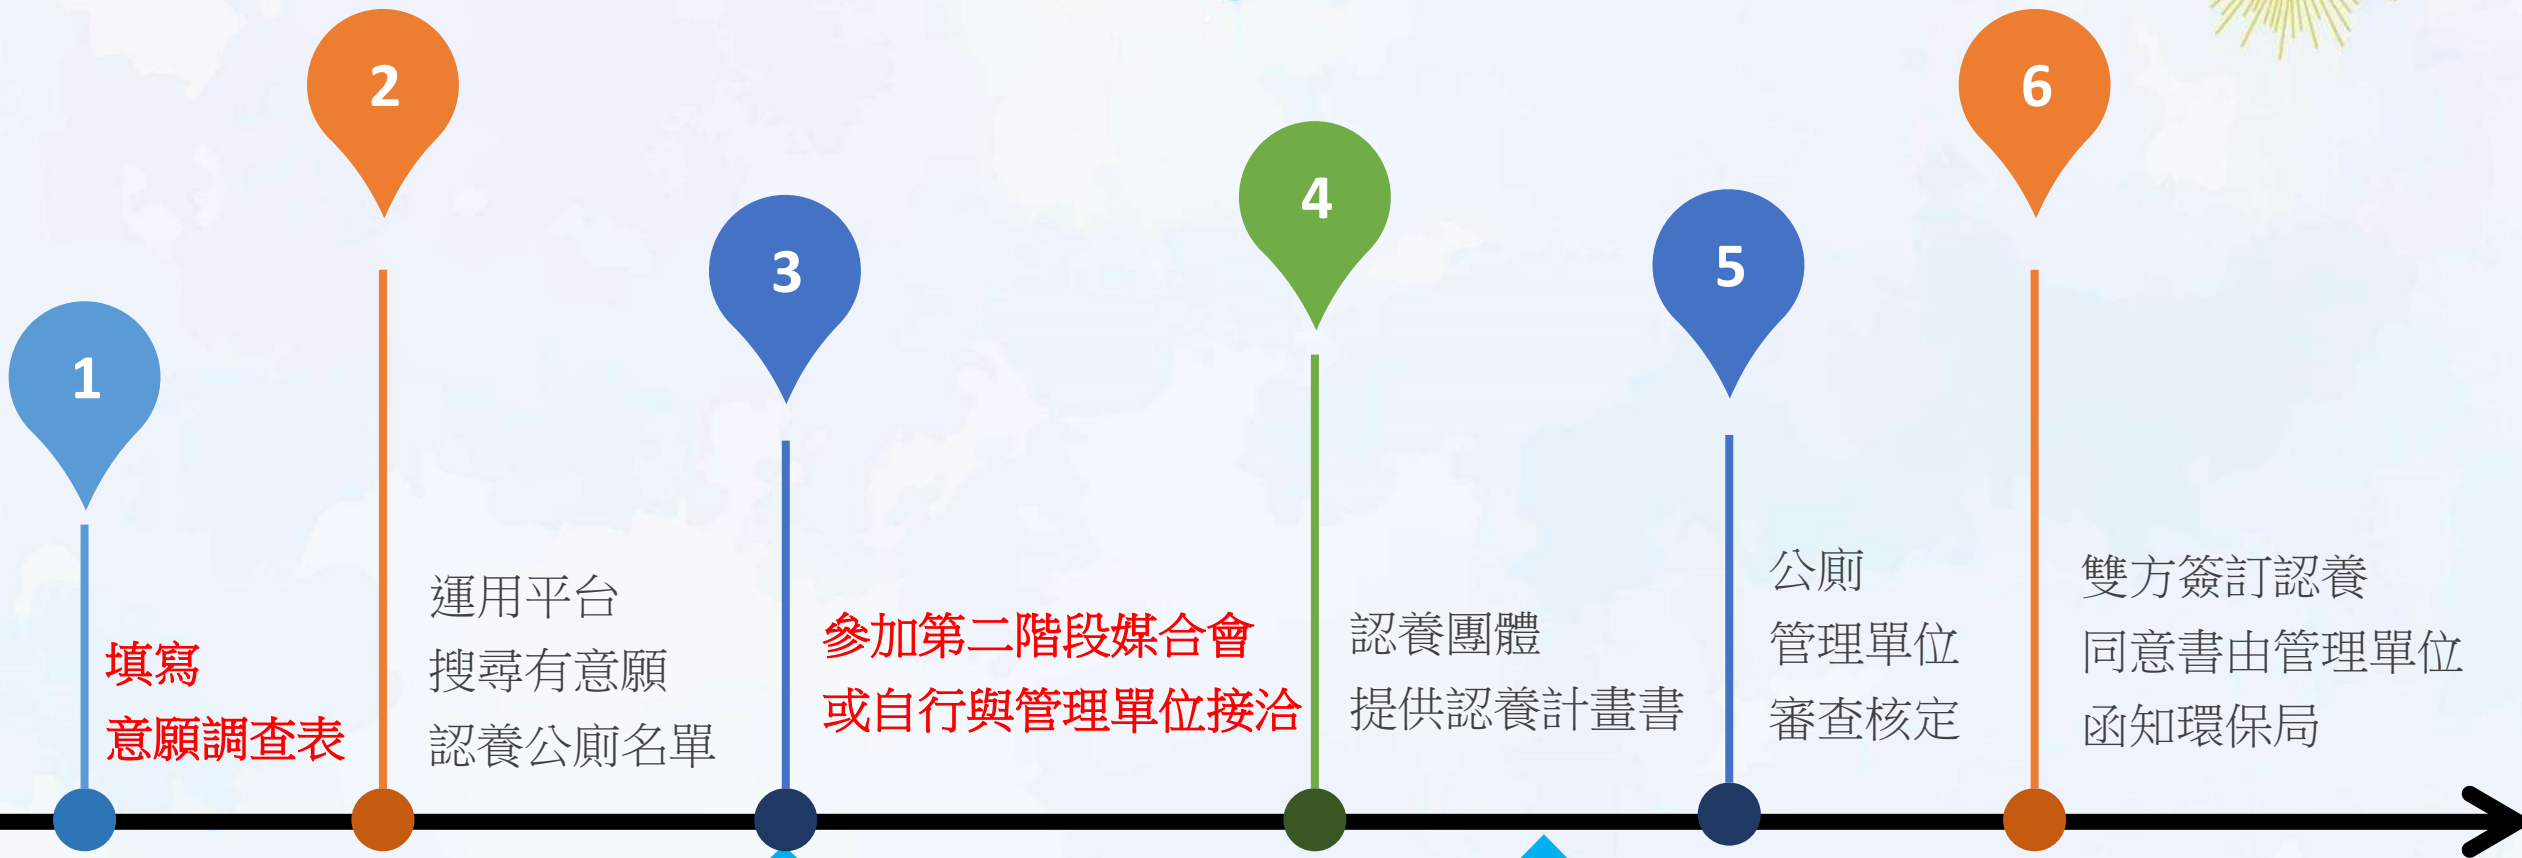 1
填寫
意願調查表
2
運用平台
搜尋有意願
認養公廁名單
3
參加第二階段媒合會
或自行與管理單位接洽
4
認養團體
提供認養計畫書
5
公廁
管理單位
審查核定
6
雙方簽訂認養
同意書由管理單位
函知環保局